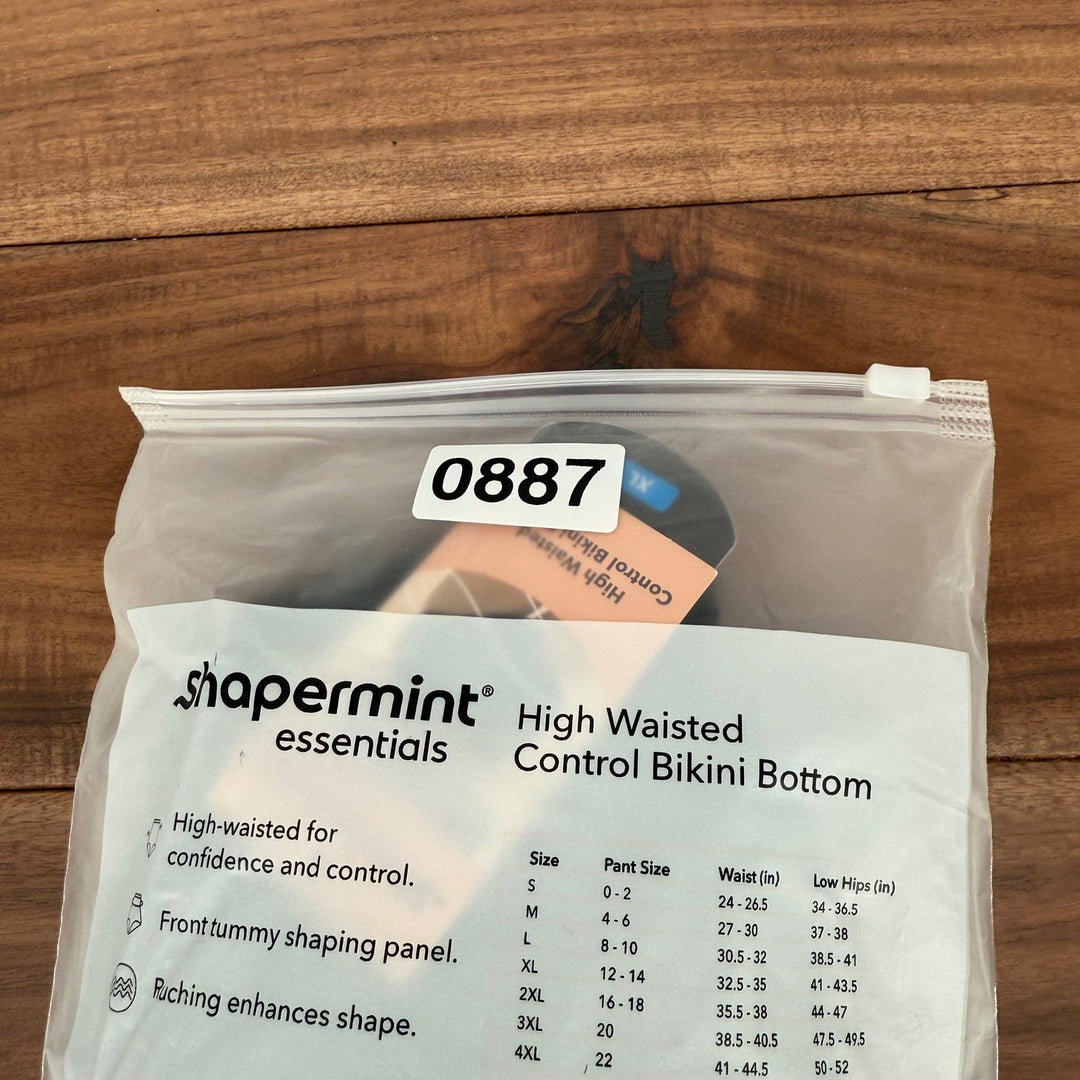 0887
XL
High Waisted
Control Bikini
shapermint®
essentials
High Waisted
Control Bikini Bottom
High-waisted for
confidence and control.
Front tummy shaping panel.
Ruching enhances shape.
Size Pant Size Waist (in) Low Hips (in)
S 0 - 2 24 - 26.5 34 - 36.5
M 4 - 6 27 - 30 37 - 38
L 8 - 10 30.5 - 32 38.5 - 41
XL 12 - 14 32.5 - 35 41 - 43.5
2XL 16 - 18 35.5 - 38 44 - 47
3XL 20 38.5 - 40.5 47.5 - 49.5
4XL 22 41 - 44.5 50 - 52